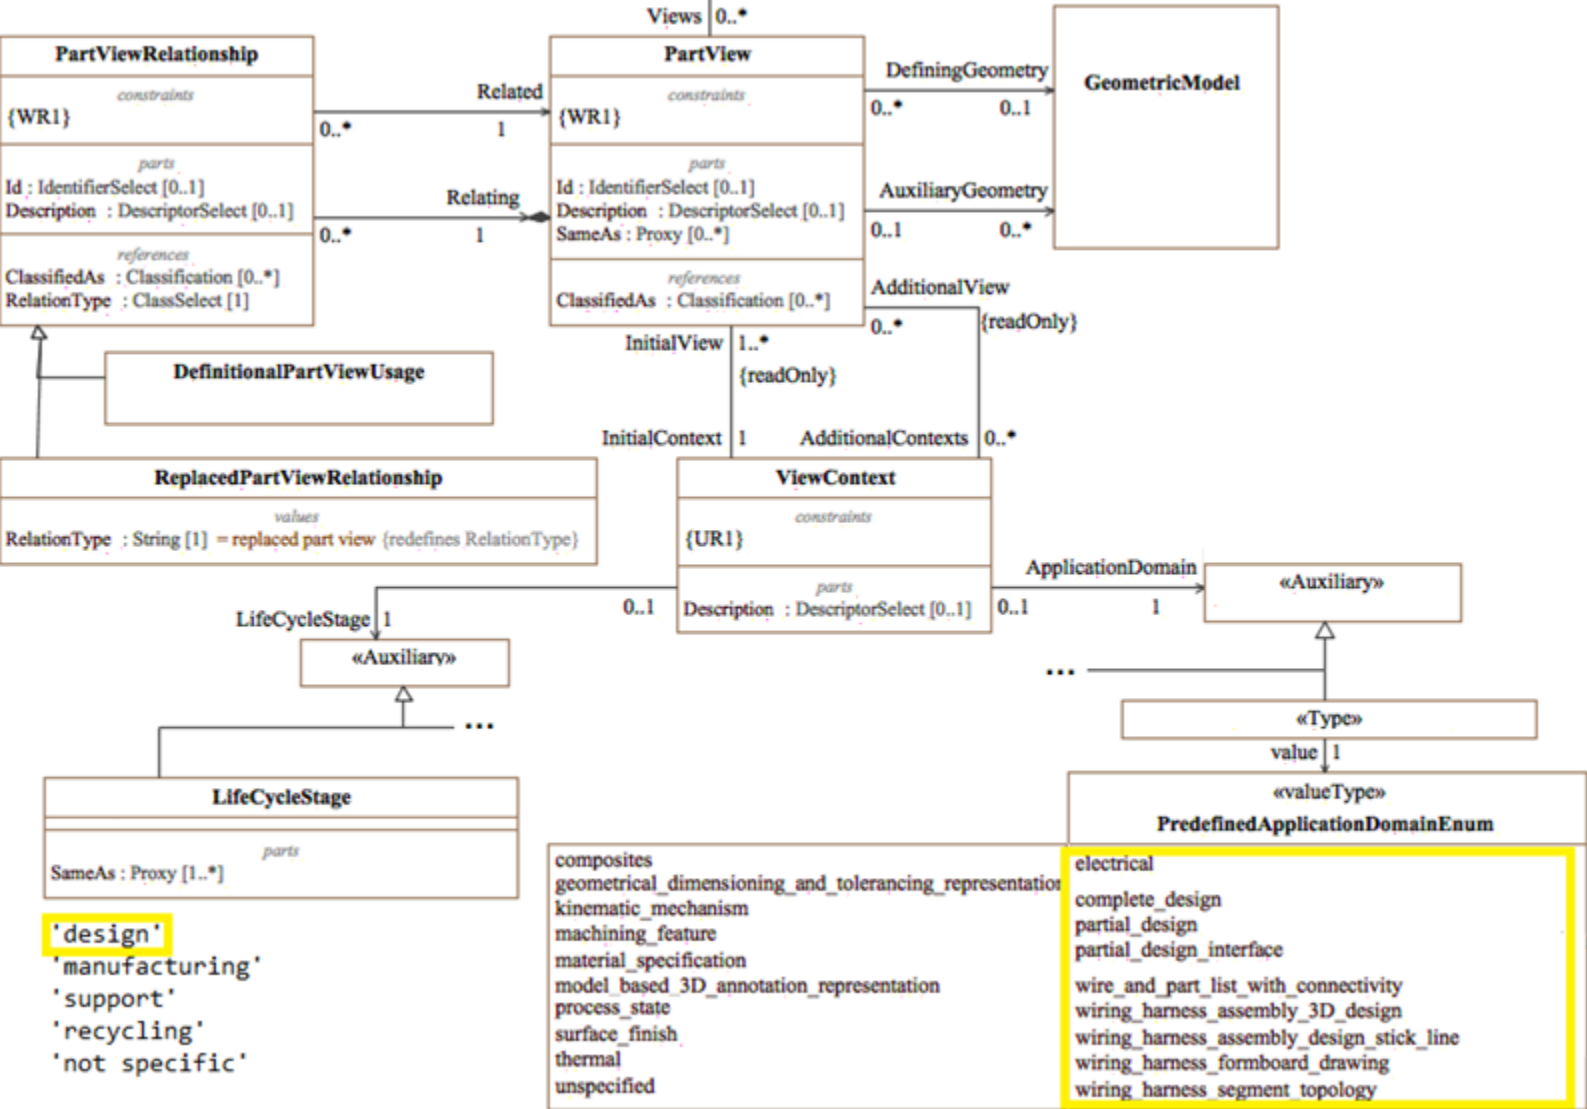 Views 0..*
PartViewRelationship
constraints
{WR1}
parts
Id : IdentifierSelect [0..1]
Description : DescriptorSelect [0..1]
references
ClassifiedAs : Classification [0..*]
RelationType : ClassSelect [1]
Related
0..* 1
Relating
0..* 1
PartView
constraints
{WR1}
parts
Id : IdentifierSelect [0..1]
Description : DescriptorSelect [0..1]
SameAs : Proxy [0..*]
references
ClassifiedAs : Classification [0..*]
DefiningGeometry
0..* 0..1
AuxiliaryGeometry
0..1 0..*
GeometricModel
AdditionalView
0..* {readOnly}
InitialView 1..*
{readOnly}
DefinitionalPartViewUsage
InitialContext 1
AdditionalContexts 0..*
ReplacedPartViewRelationship
values
RelationType : String [1] = replaced part view {redefines RelationType}
ViewContext
constraints
{UR1}
parts
Description : DescriptorSelect [0..1]
ApplicationDomain
0..1 1
«Auxiliary»
0..1
LifeCycleStage 1
«Auxiliary»
...
...
«Type»
value 1
LifeCycleStage
parts
SameAs : Proxy [1..*]
'design'
'manufacturing'
'support'
'recycling'
'not specific'
«valueType»
PredefinedApplicationDomainEnum
composites
geometrical_dimensioning_and_tolerancing_representation
kinematic_mechanism
machining_feature
material_specification
model_based_3D_annotation_representation
process_state
surface_finish
thermal
unspecified
electrical
complete_design
partial_design
partial_design_interface
wire_and_part_list_with_connectivity
wiring_harness_assembly_3D_design
wiring_harness_assembly_design_stick_line
wiring_harness_formboard_drawing
wiring_harness_segment_topology